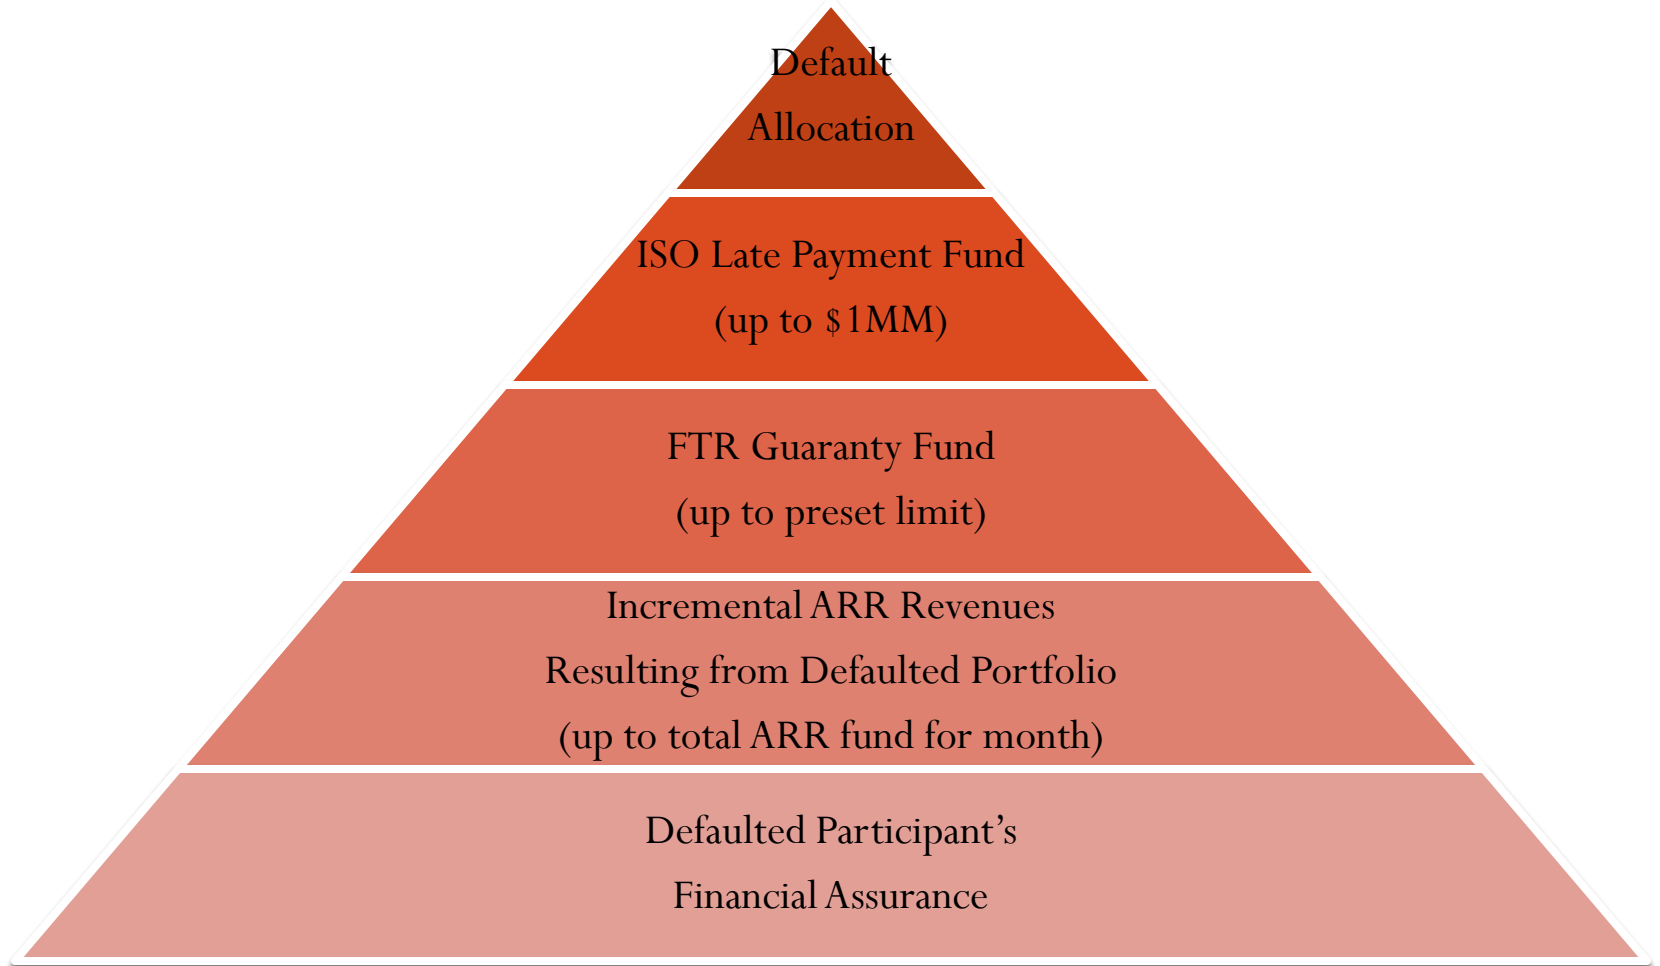 Default
Allocation
ISO Late Payment Fund
(up to $1MM)
FTR Guaranty Fund
(up to preset limit)
Incremental ARR Revenues
Resulting from Defaulted Portfolio
(up to total ARR fund for month)
Defaulted Participant’s
Financial Assurance